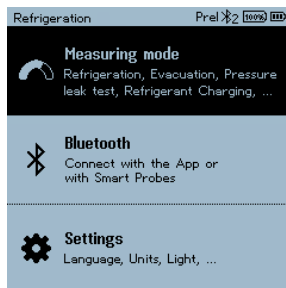 Refrigeration Prel 2 100%
Measuring mode
Refrigeration, Evacuation, Pressure
leak test, Refrigerant Charging, ...
Bluetooth
Connect with the App or
with Smart Probes
Settings
Language, Units, Light, ...